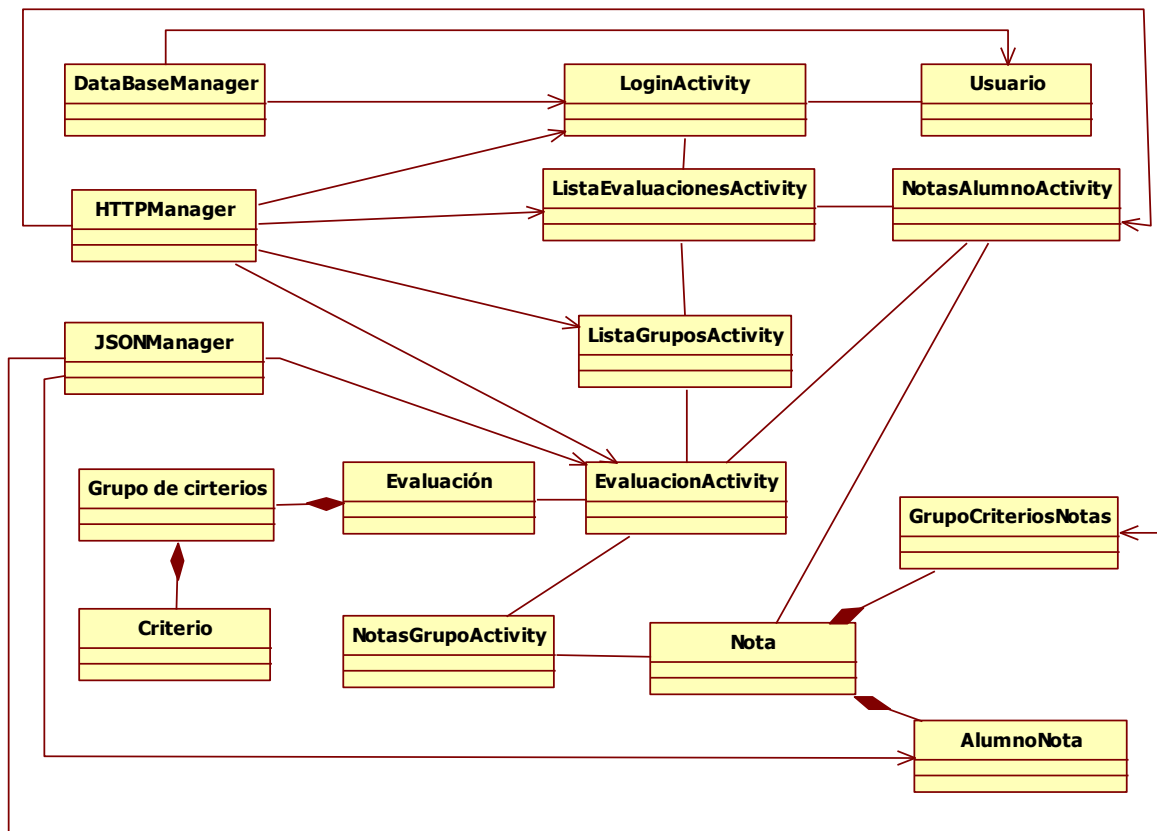 DataBaseManager
LoginActivity
Usuario
HTTPManager
ListaEvaluacionesActivity
NotasAlumnoActivity
JSONManager
ListaGruposActivity
Grupo de cirterios
Evaluación
EvaluacionActivity
GrupoCriteriosNotas
Criterio
NotasGrupoActivity
Nota
AlumnoNota